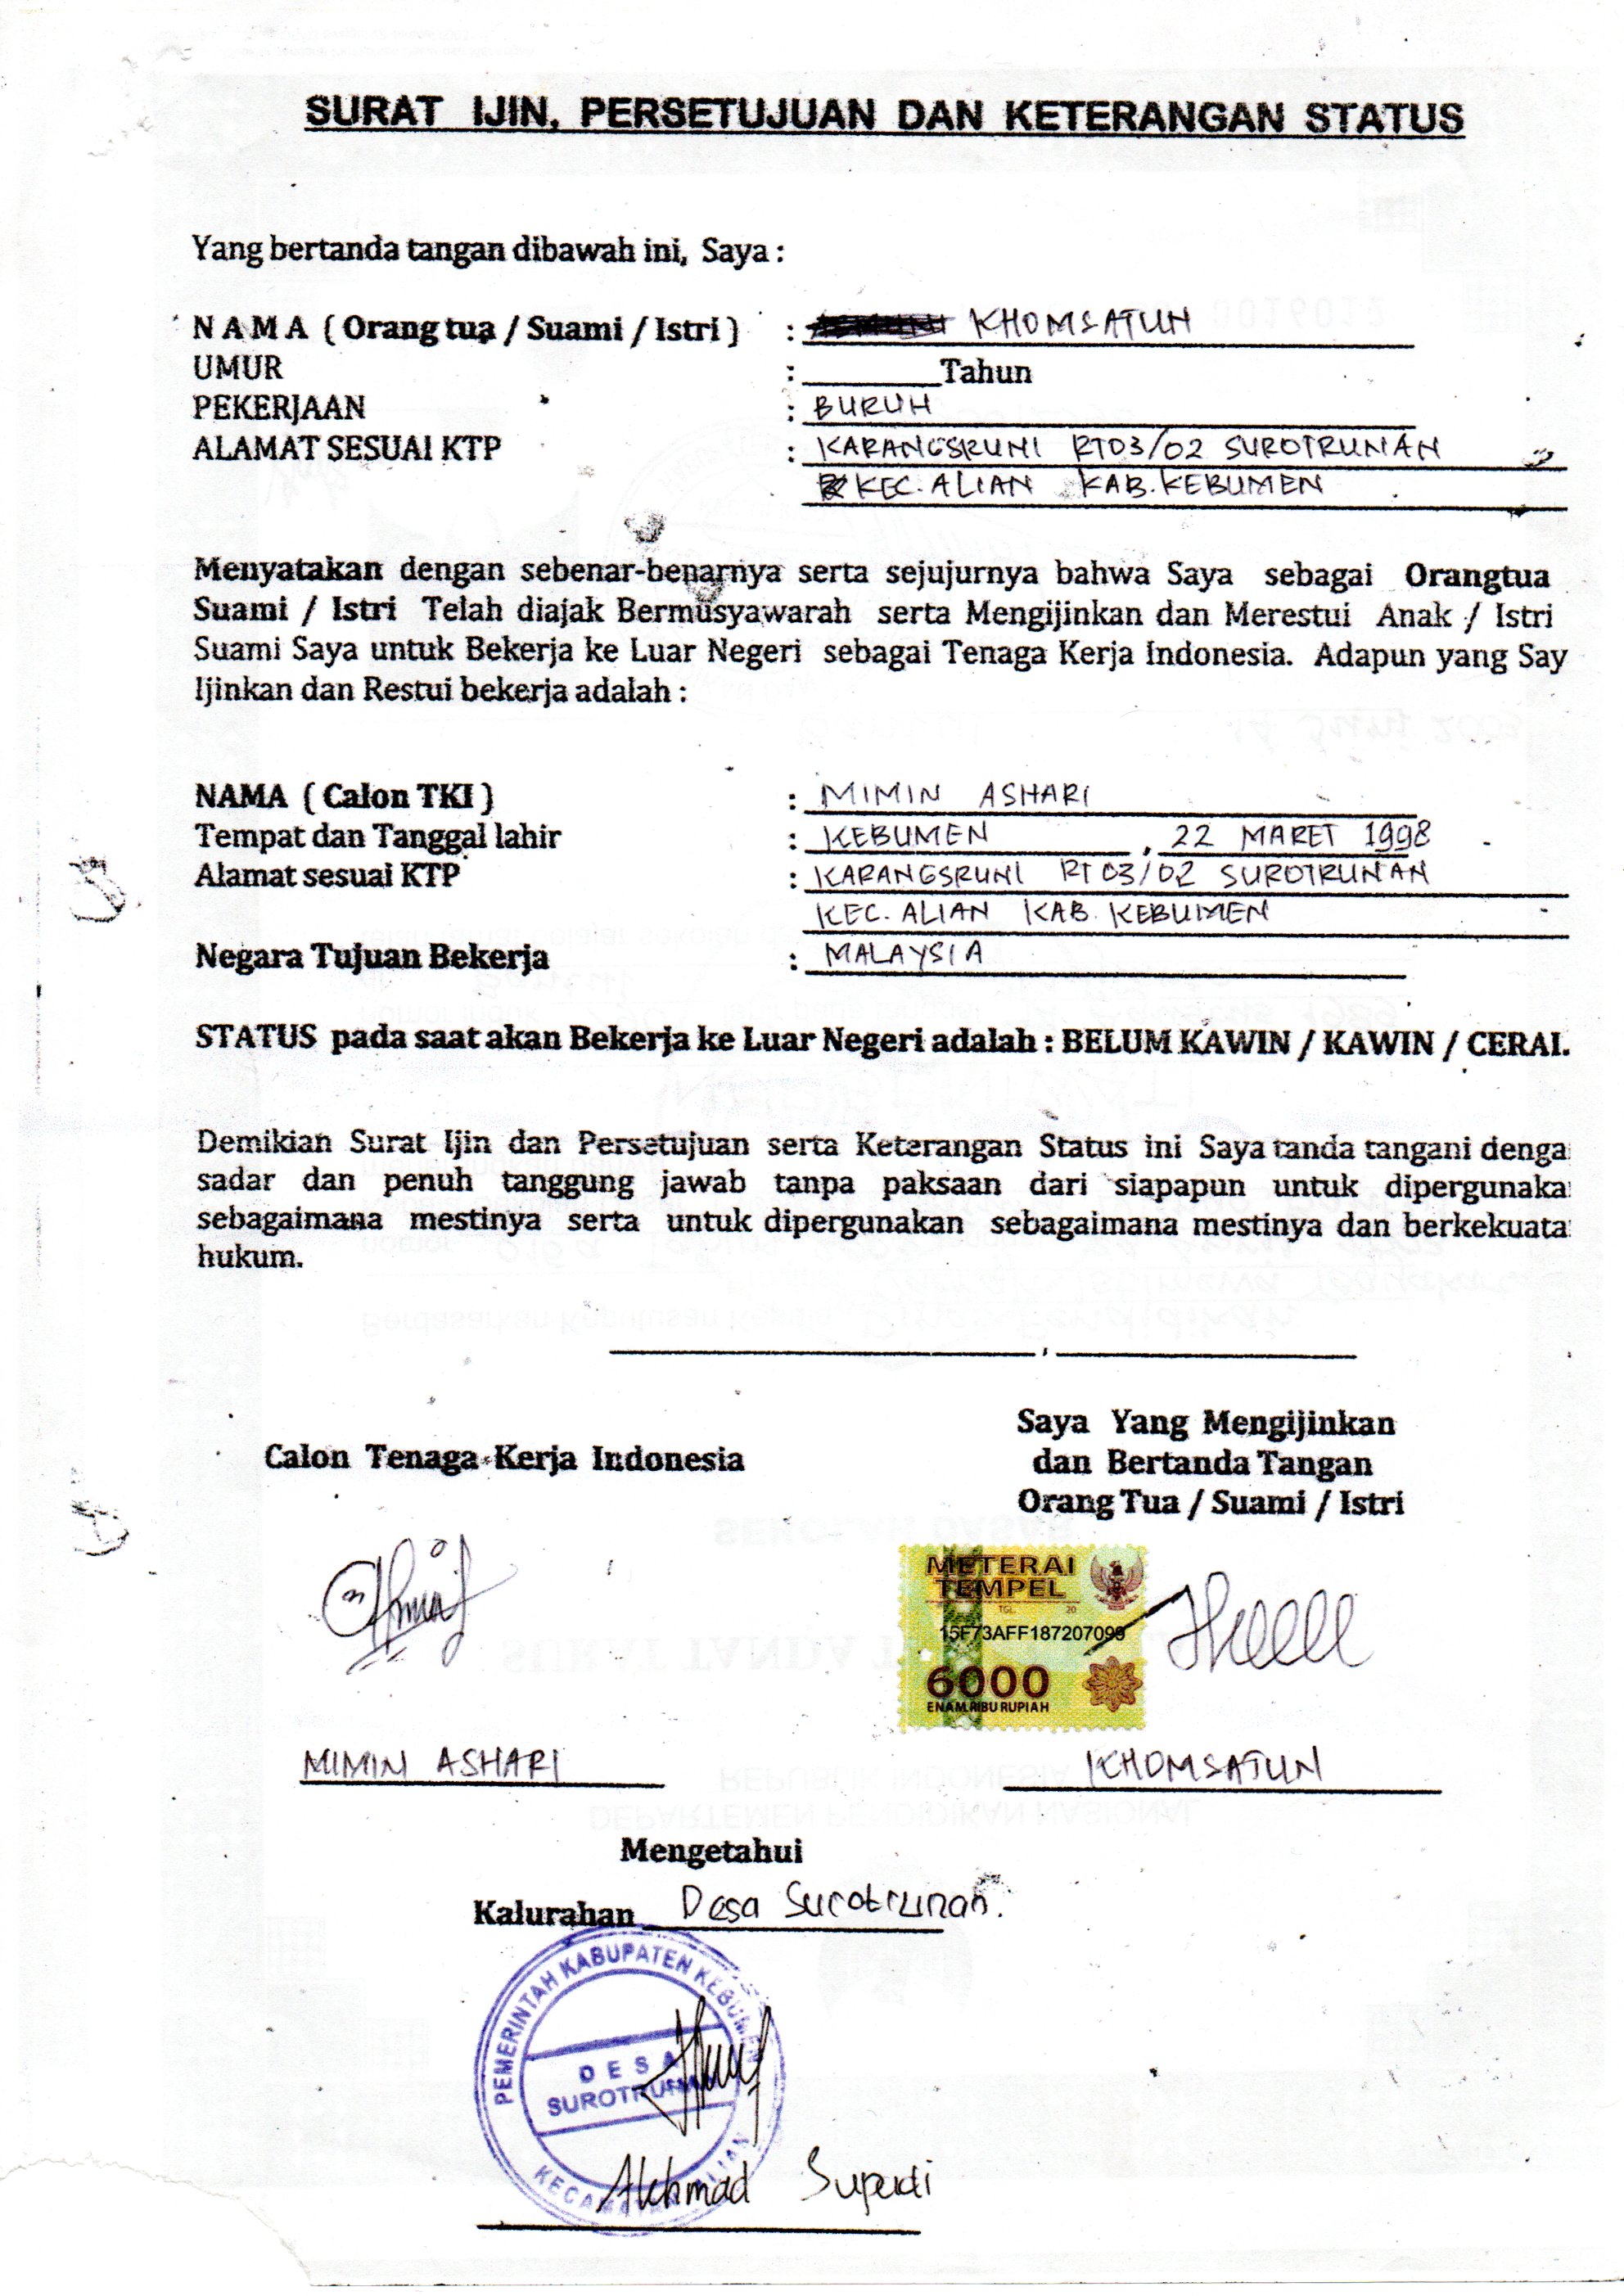 SURAT IJIN, PERSETUJUAN DAN KETERANGAN STATUS
Yang bertanda tangan dibawah ini, Saya :
N A M A ( Orang tua / Suami / Istri ) : KHOMSATUN
UMUR : Tahun
PEKERJAAN : BURUH
ALAMAT SESUAI KTP : KARANGSRUNI RT03/02 SUROTRUNAN
KEC. ALIAN KAB. KEBUMEN
Menyatakan dengan sebenar-benarnya serta sejujurnya bahwa Saya sebagai Orangtua
Suami / Istri Telah diajak Bermusyawarah serta Mengijinkan dan Merestui Anak / Istri
Suami Saya untuk Bekerja ke Luar Negeri sebagai Tenaga Kerja Indonesia. Adapun yang Say
Ijinkan dan Restui bekerja adalah :
NAMA ( Calon TKI ) : MIMIN ASHARI
Tempat dan Tanggal lahir : KEBUMEN , 22 MARET 1998
Alamat sesuai KTP : KARANGSRUNI RT 03/02 SUROTRUNAN
KEC. ALIAN KAB. KEBUMEN
Negara Tujuan Bekerja : MALAYSIA
STATUS pada saat akan Bekerja ke Luar Negeri adalah : BELUM KAWIN / KAWIN / CERAI.
Demikian Surat Ijin dan Persetujuan serta Keterangan Status ini Saya tanda tangani denga
sadar dan penuh tanggung jawab tanpa paksaan dari siapapun untuk dipergunaka
sebagaimana mestinya serta untuk dipergunakan sebagaimana mestinya dan berkekuata
hukum.
Saya Yang Mengijinkan
Calon Tenaga Kerja Indonesia dan Bertanda Tangan
Orang Tua / Suami / Istri
METERAI
TEMPEL
TGL. 20
15F73AFF187207099
6000
ENAM RIBU RUPIAH
MIMIN ASHARI KHOMSATUN
Mengetahui
Kalurahan Desa Surotrunan.
PEMERINTAH KABUPATEN KEBUMEN
DESA
SUROTRUNAN
KECAMATAN ALIAN
Akhmad Supudi